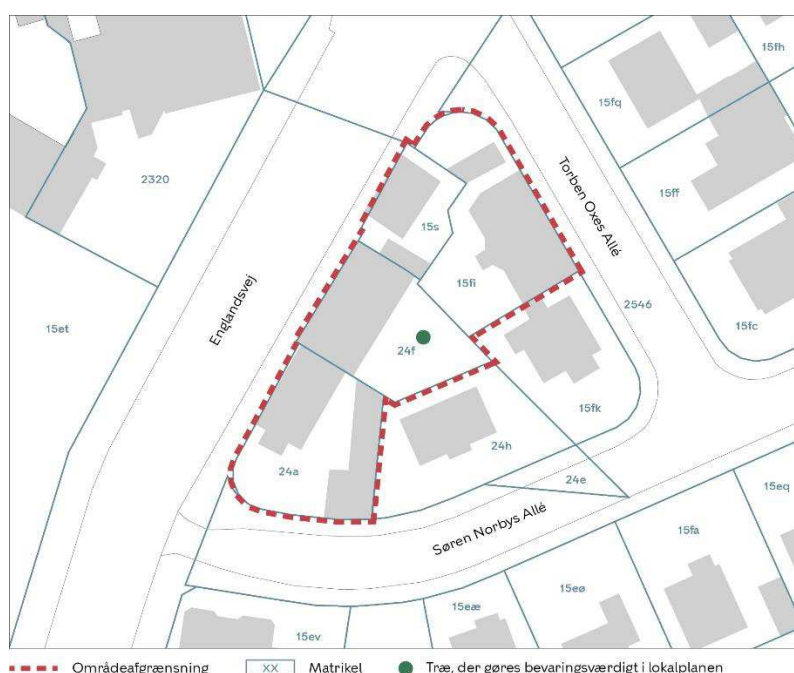 15fh
15fq
2320
Torben Oxes Allé
15ff
15s
15fi
Englandsvej
2546
15et
15fc
24f
15fk
24h
24a
24e
15eq
Søren Norbys Allé
15fa
15eø
15eæ
15ev
Områdeafgrænsning XX Matrikel Træ, der gøres bevaringsværdigt i lokalplanen